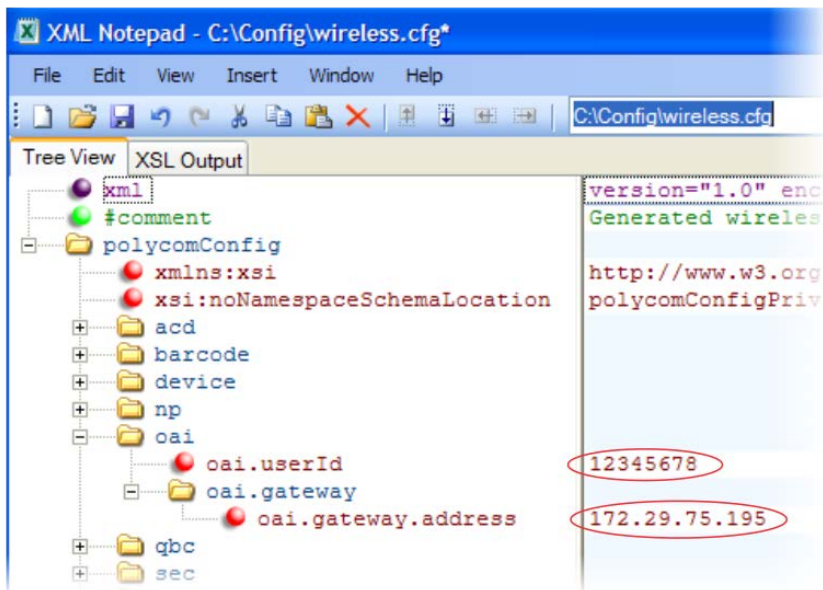 XML Notepad - C:\Config\wireless.cfg*
File Edit View Insert Window Help
C:\Config\wireless.cfg
Tree View XSL Output
xml version="1.0" enc
#comment Generated wireles
polycomConfig
xmlns:xsi http://www.w3.org
xsi:noNamespaceSchemaLocation polycomConfigPriv
acd
barcode
device
np
oai
oai.userId 12345678
oai.gateway
oai.gateway.address 172.29.75.195
qbc
sec